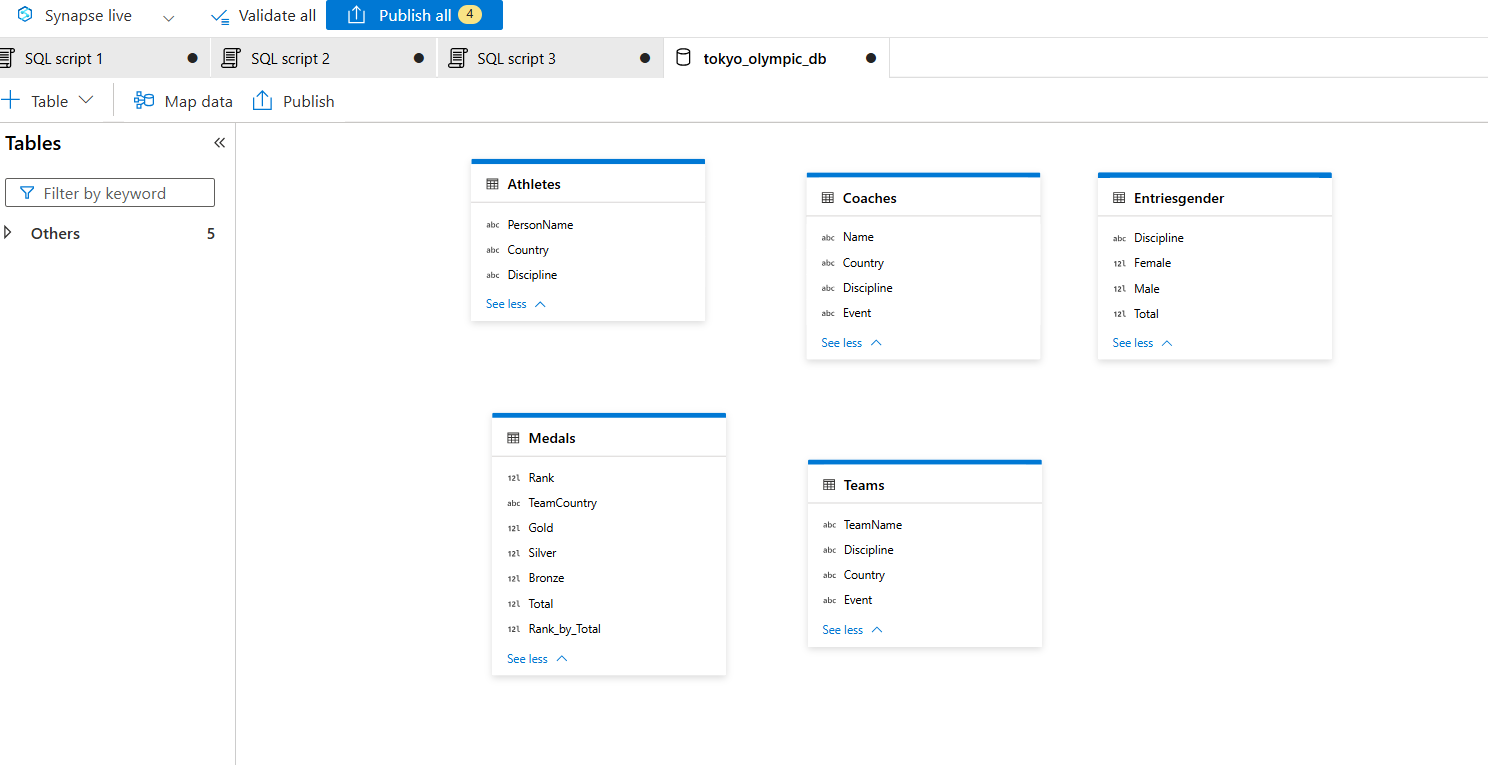 Synapse live Validate all Publish all 4
SQL script 1 SQL script 2 SQL script 3 tokyo_olympic_db
Table Map data Publish
Tables
Filter by keyword
Others 5
Athletes
abc PersonName
abc Country
abc Discipline
See less
Coaches
abc Name
abc Country
abc Discipline
abc Event
See less
Entriesgender
abc Discipline
12l Female
12l Male
12l Total
See less
Medals
12l Rank
abc TeamCountry
12l Gold
12l Silver
12l Bronze
12l Total
12l Rank_by_Total
See less
Teams
abc TeamName
abc Discipline
abc Country
abc Event
See less